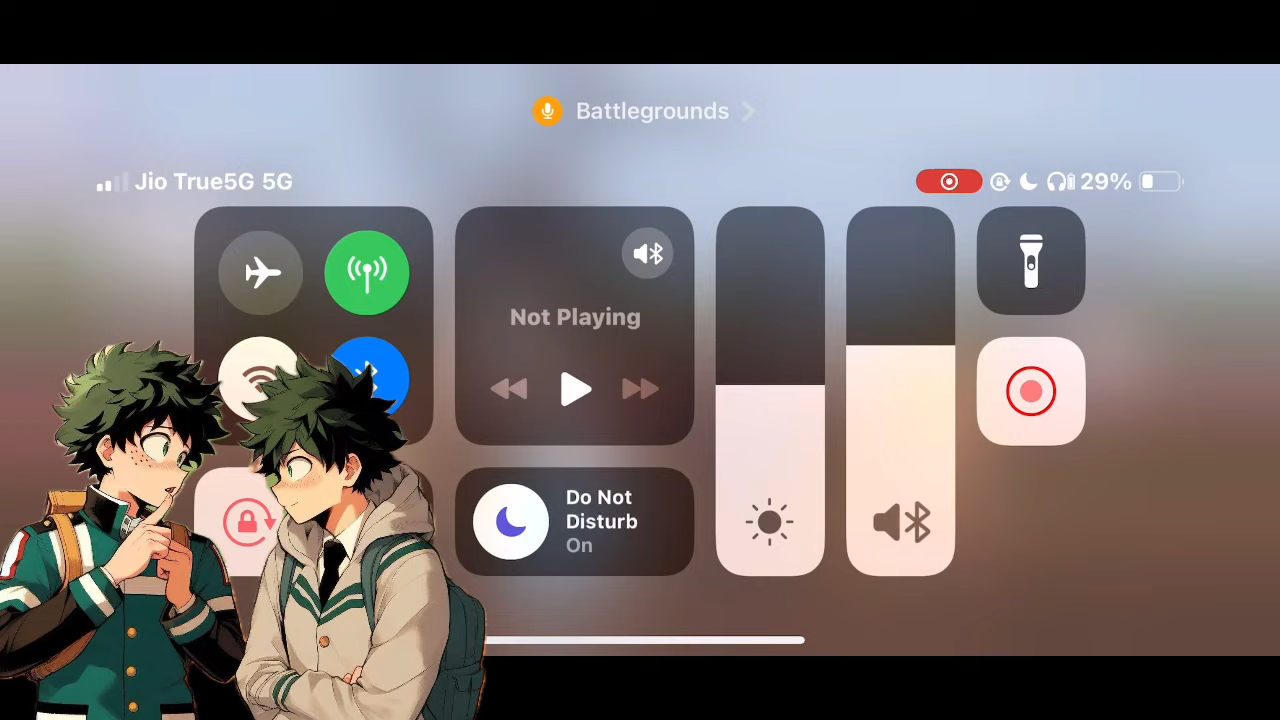 Battlegrounds
Jio True5G 5G
29%
Not Playing
Do Not
Disturb
On